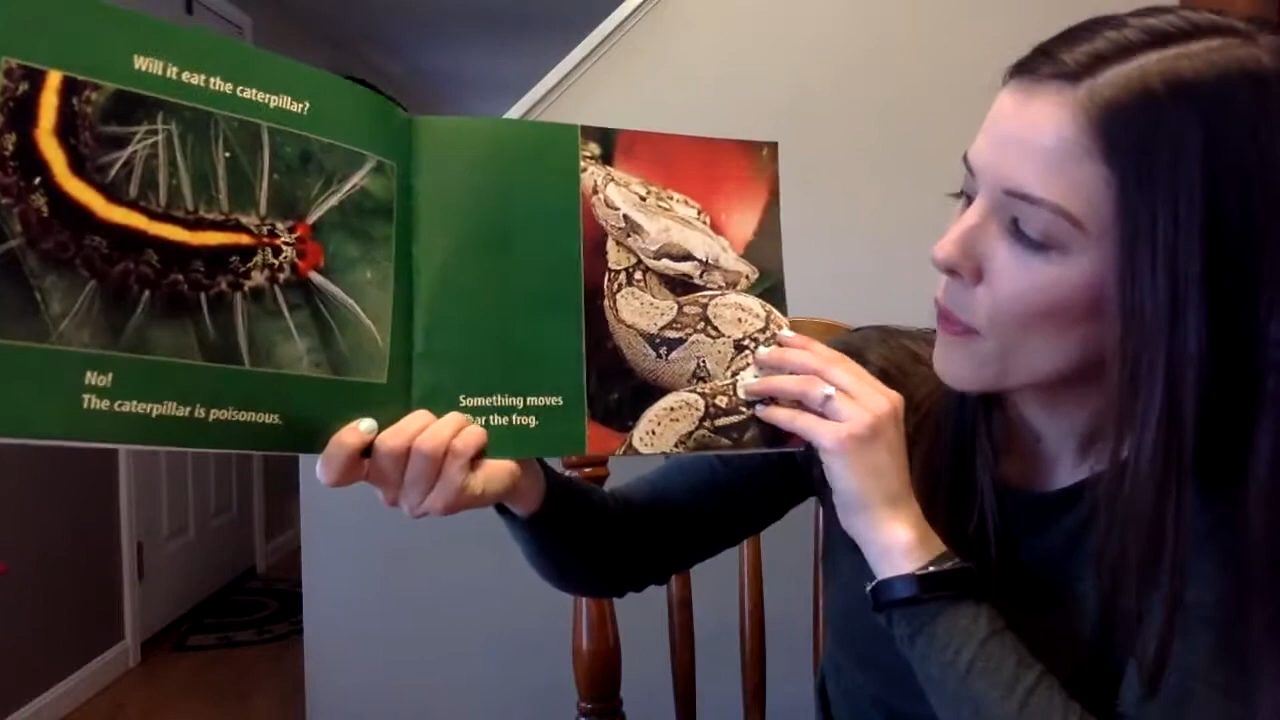 Will it eat the caterpillar?
No!
The caterpillar is poisonous.
Something moves
the frog.